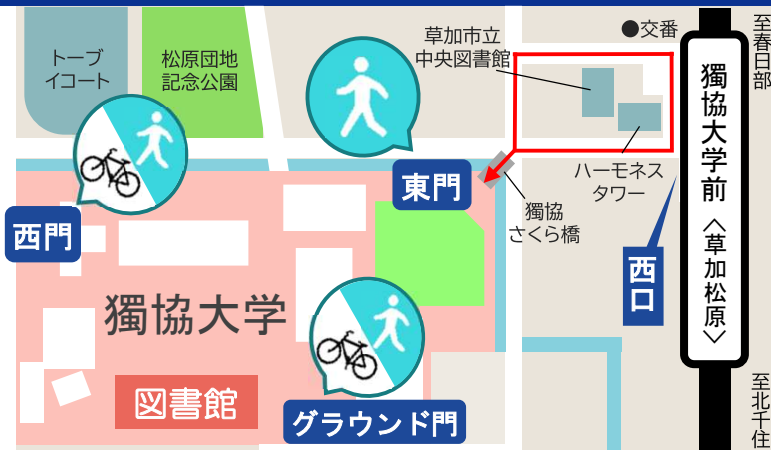 トーブ
イコート
松原団地
記念公園
草加市立
中央図書館
●交番
至春日部
獨協大学前〈草加松原〉
ハーモネス
タワー
東門
獨協
さくら橋
西門
西口
獨協大学
図書館
グラウンド門
至北千住